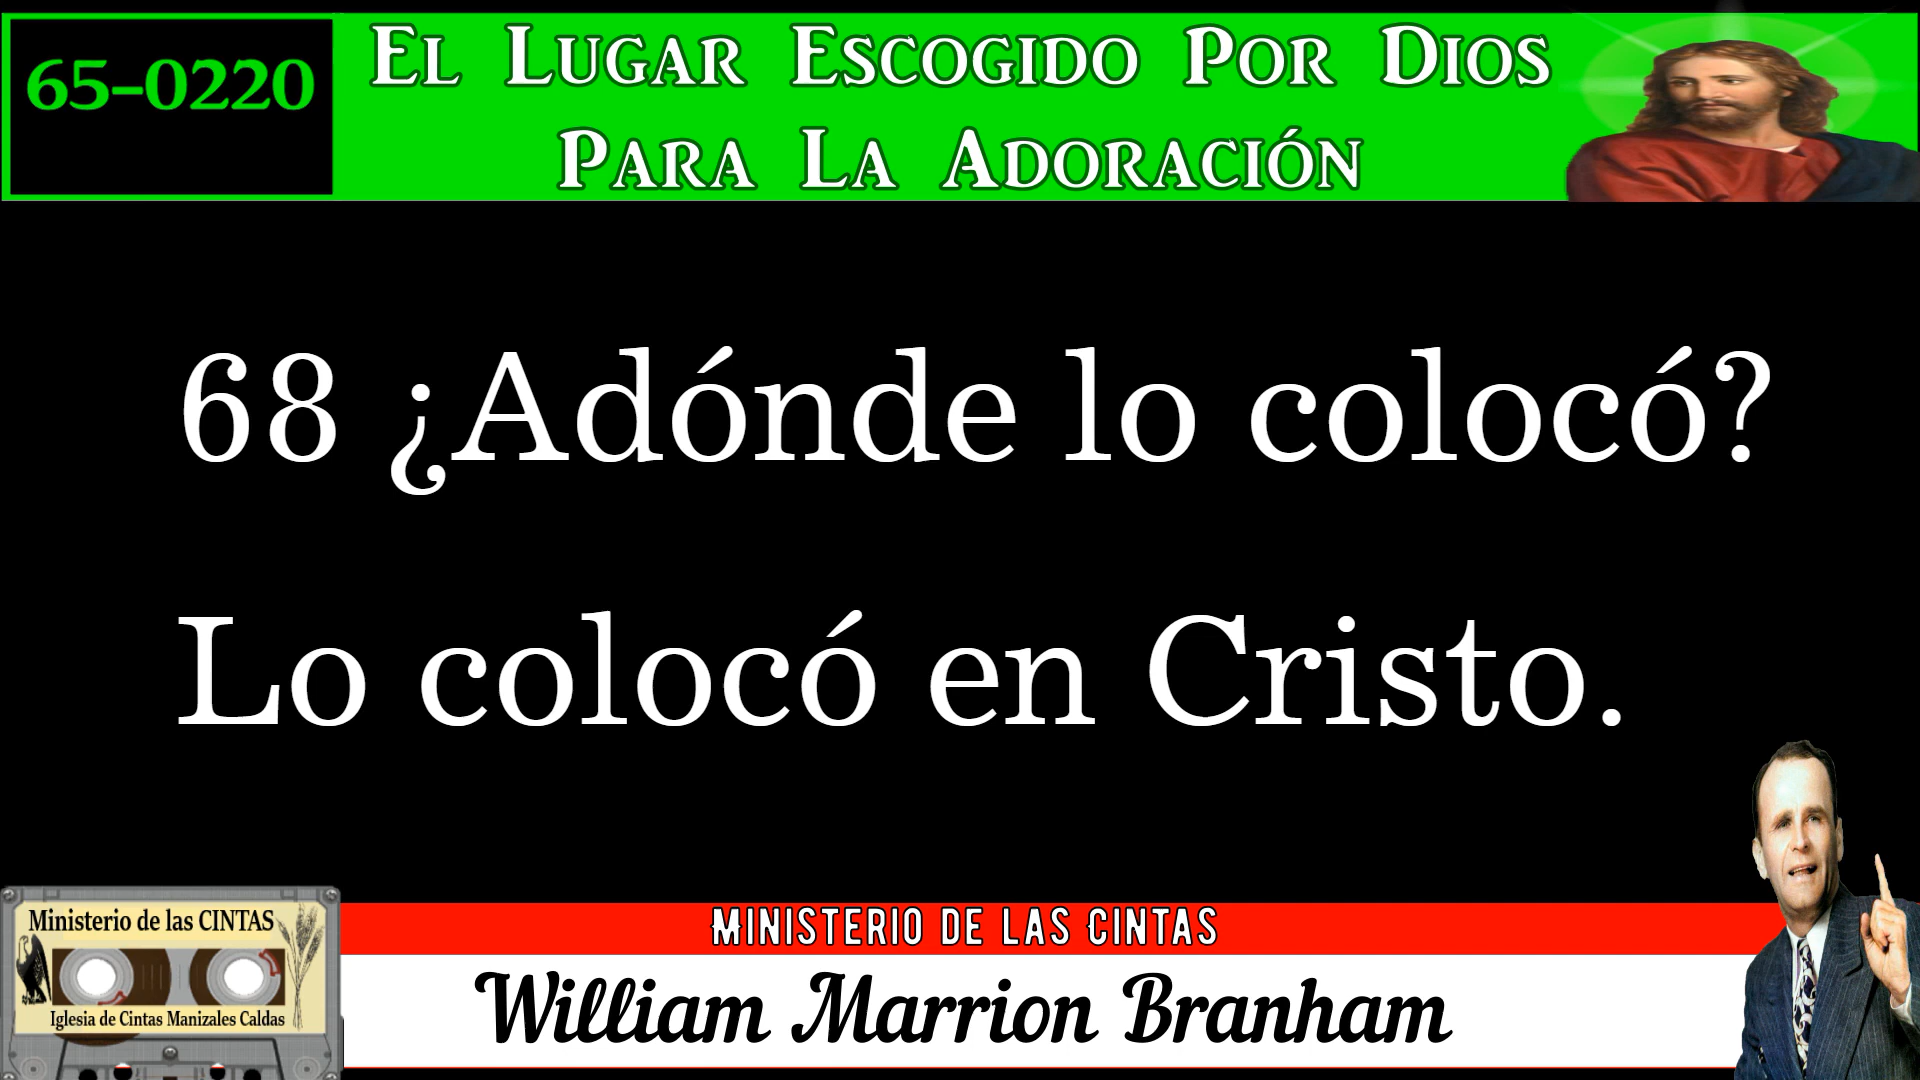 65-0220
El Lugar Escogido Por Dios
Para La Adoración
68 ¿Adónde lo colocó?
Lo colocó en Cristo.
Ministerio de las CINTAS
Iglesia de Cintas Manizales Caldas
MINISTERIO DE LAS CINTAS
William Marrion Branham